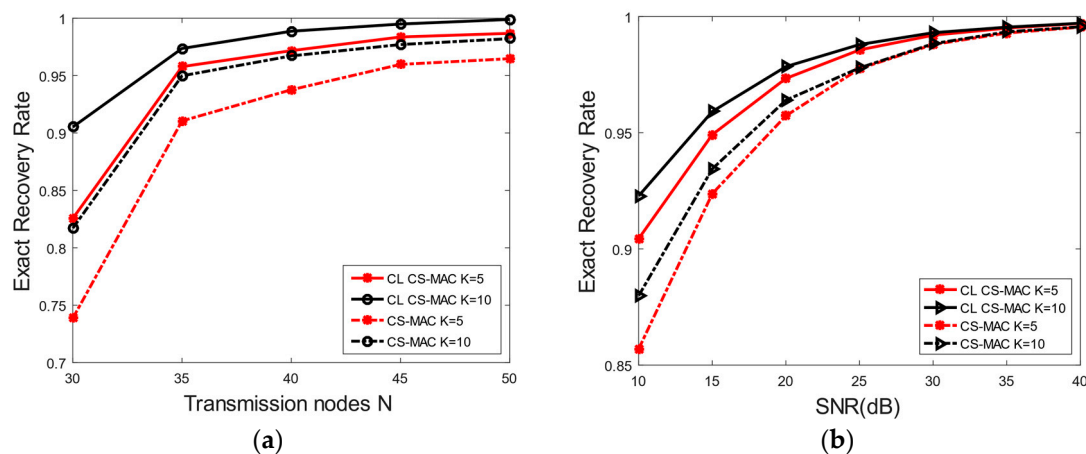 Exact Recovery Rate
1
0.95
0.9
0.85
0.8
0.75
0.7
CL CS-MAC K=5
CL CS-MAC K=10
CS-MAC K=5
CS-MAC K=10
30 35 40 45 50
Transmission nodes N
(a)
Exact Recovery Rate
1
0.95
0.9
0.85
CL CS-MAC K=5
CL CS-MAC K=10
CS-MAC K=5
CS-MAC K=10
10 15 20 25 30 35 40
SNR(dB)
(b)